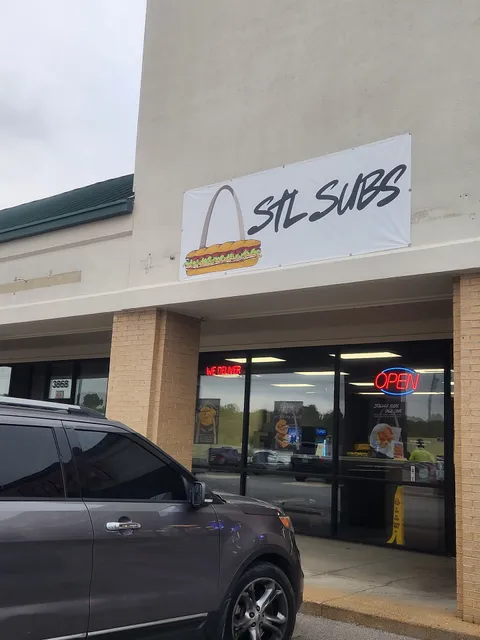 STL SUBS
WE DELIVER
OPEN
3868